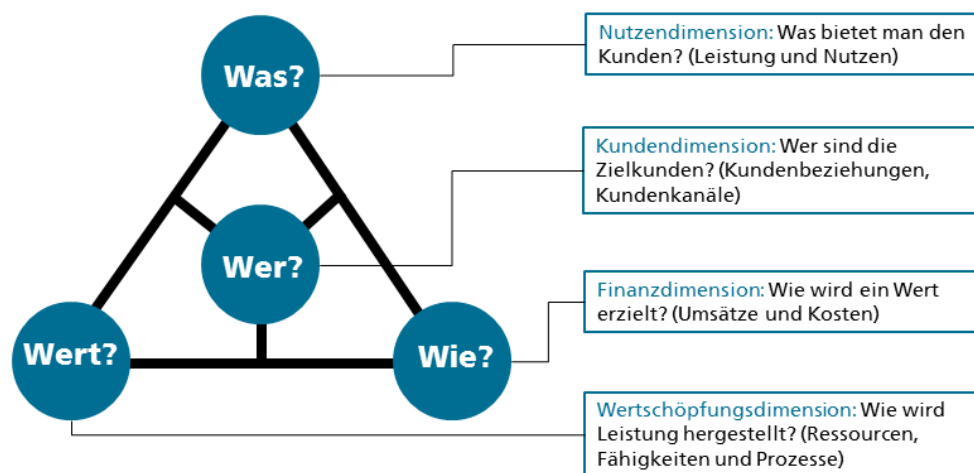 Was?
Nutzendimension: Was bietet man den
Kunden? (Leistung und Nutzen)
Wer?
Kundendimension: Wer sind die
Zielkunden? (Kundenbeziehungen,
Kundenkanäle)
Wie?
Finanzdimension: Wie wird ein Wert
erzielt? (Umsätze und Kosten)
Wert?
Wertschöpfungsdimension: Wie wird
Leistung hergestellt? (Ressourcen,
Fähigkeiten und Prozesse)